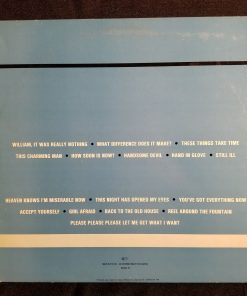 WILLIAM, IT WAS REALLY NOTHING • WHAT DIFFERENCE DOES IT MAKE? • THESE THINGS TAKE TIME
THIS CHARMING MAN • HOW SOON IS NOW? • HANDSOME DEVIL • HAND IN GLOVE • STILL ILL
HEAVEN KNOWS I'M MISERABLE NOW • THIS NIGHT HAS OPENED MY EYES • YOU'VE GOT EVERYTHING NOW
ACCEPT YOURSELF • GIRL AFRAID • BACK TO THE OLD HOUSE • REEL AROUND THE FOUNTAIN
PLEASE PLEASE PLEASE LET ME GET WHAT I WANT